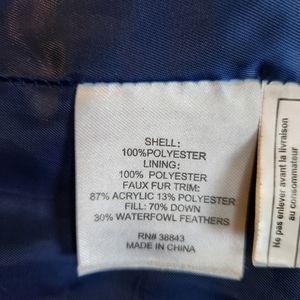 SHELL:
100%POLYESTER
LINING:
100% POLYESTER
FAUX FUR TRIM:
87% ACRYLIC 13% POLYESTER
FILL: 70% DOWN
30% WATERFOWL FEATHERS
RN# 38843
MADE IN CHINA
Ne pas enlever avant la livraison
au consommateur